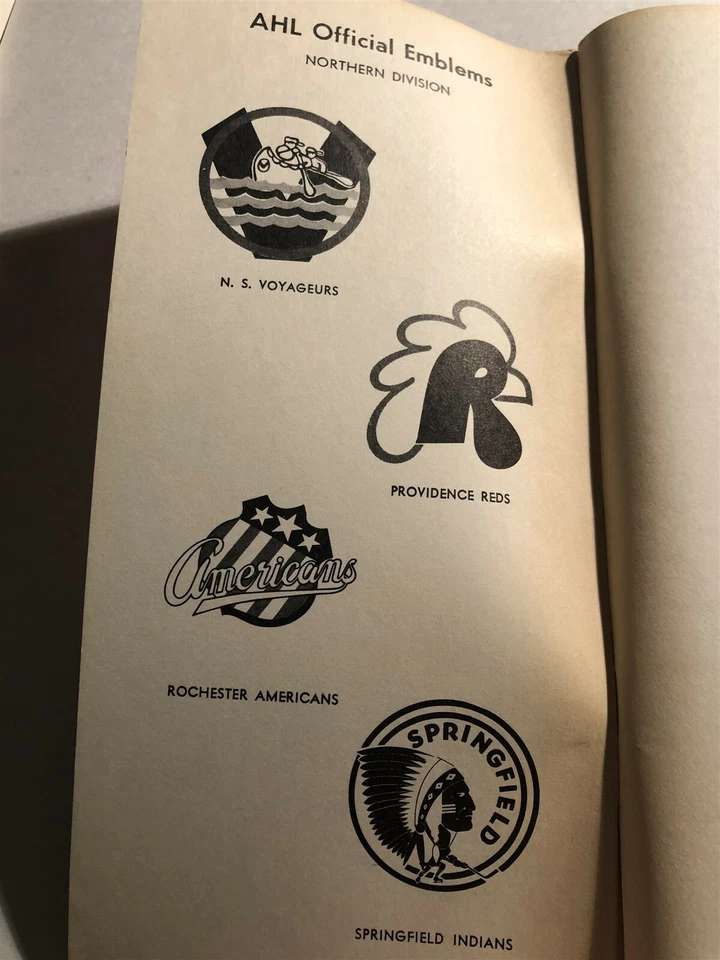 AHL Official Emblems
NORTHERN DIVISION
N. S. VOYAGEURS
R
PROVIDENCE REDS
Americans
ROCHESTER AMERICANS
SPRINGFIELD
SPRINGFIELD INDIANS